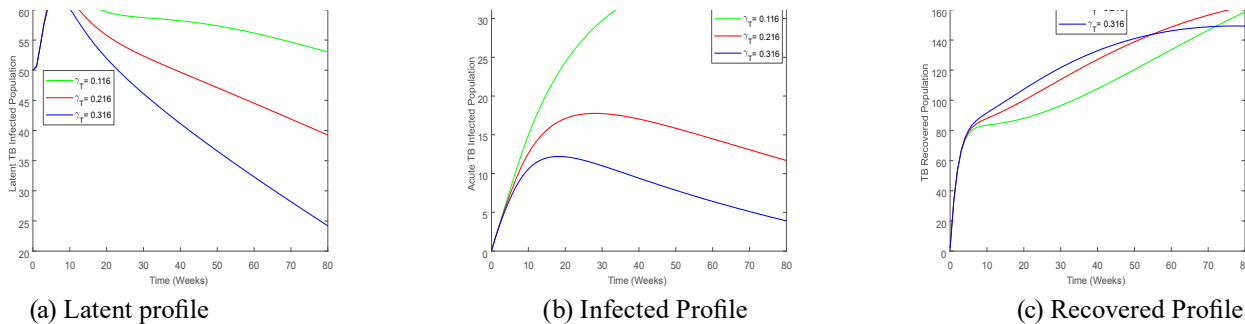 60
55
50
45
40
35
30
25
20
0 10 20 30 40 50 60 70 80
Latent TB Infected Population
Time (Weeks)
γT= 0.116
γT= 0.216
γT= 0.316
(a) Latent profile
30
25
20
15
10
5
0
0 10 20 30 40 50 60 70 80
Acute TB Infected Population
Time (Weeks)
γT= 0.116
γT= 0.216
γT= 0.316
(b) Infected Profile
160
140
120
100
80
60
40
20
0
0 10 20 30 40 50 60 70 80
TB Recovered Population
Time (Weeks)
γT= 0.316
(c) Recovered Profile